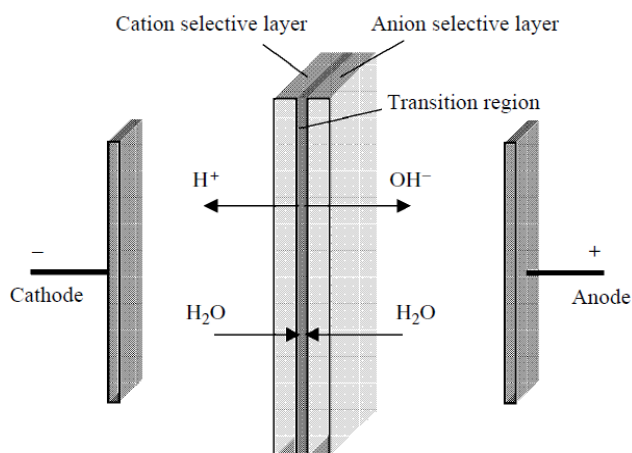 Cation selective layer
Anion selective layer
Transition region
H⁺
OH⁻
−
+
Cathode
Anode
H₂O
H₂O